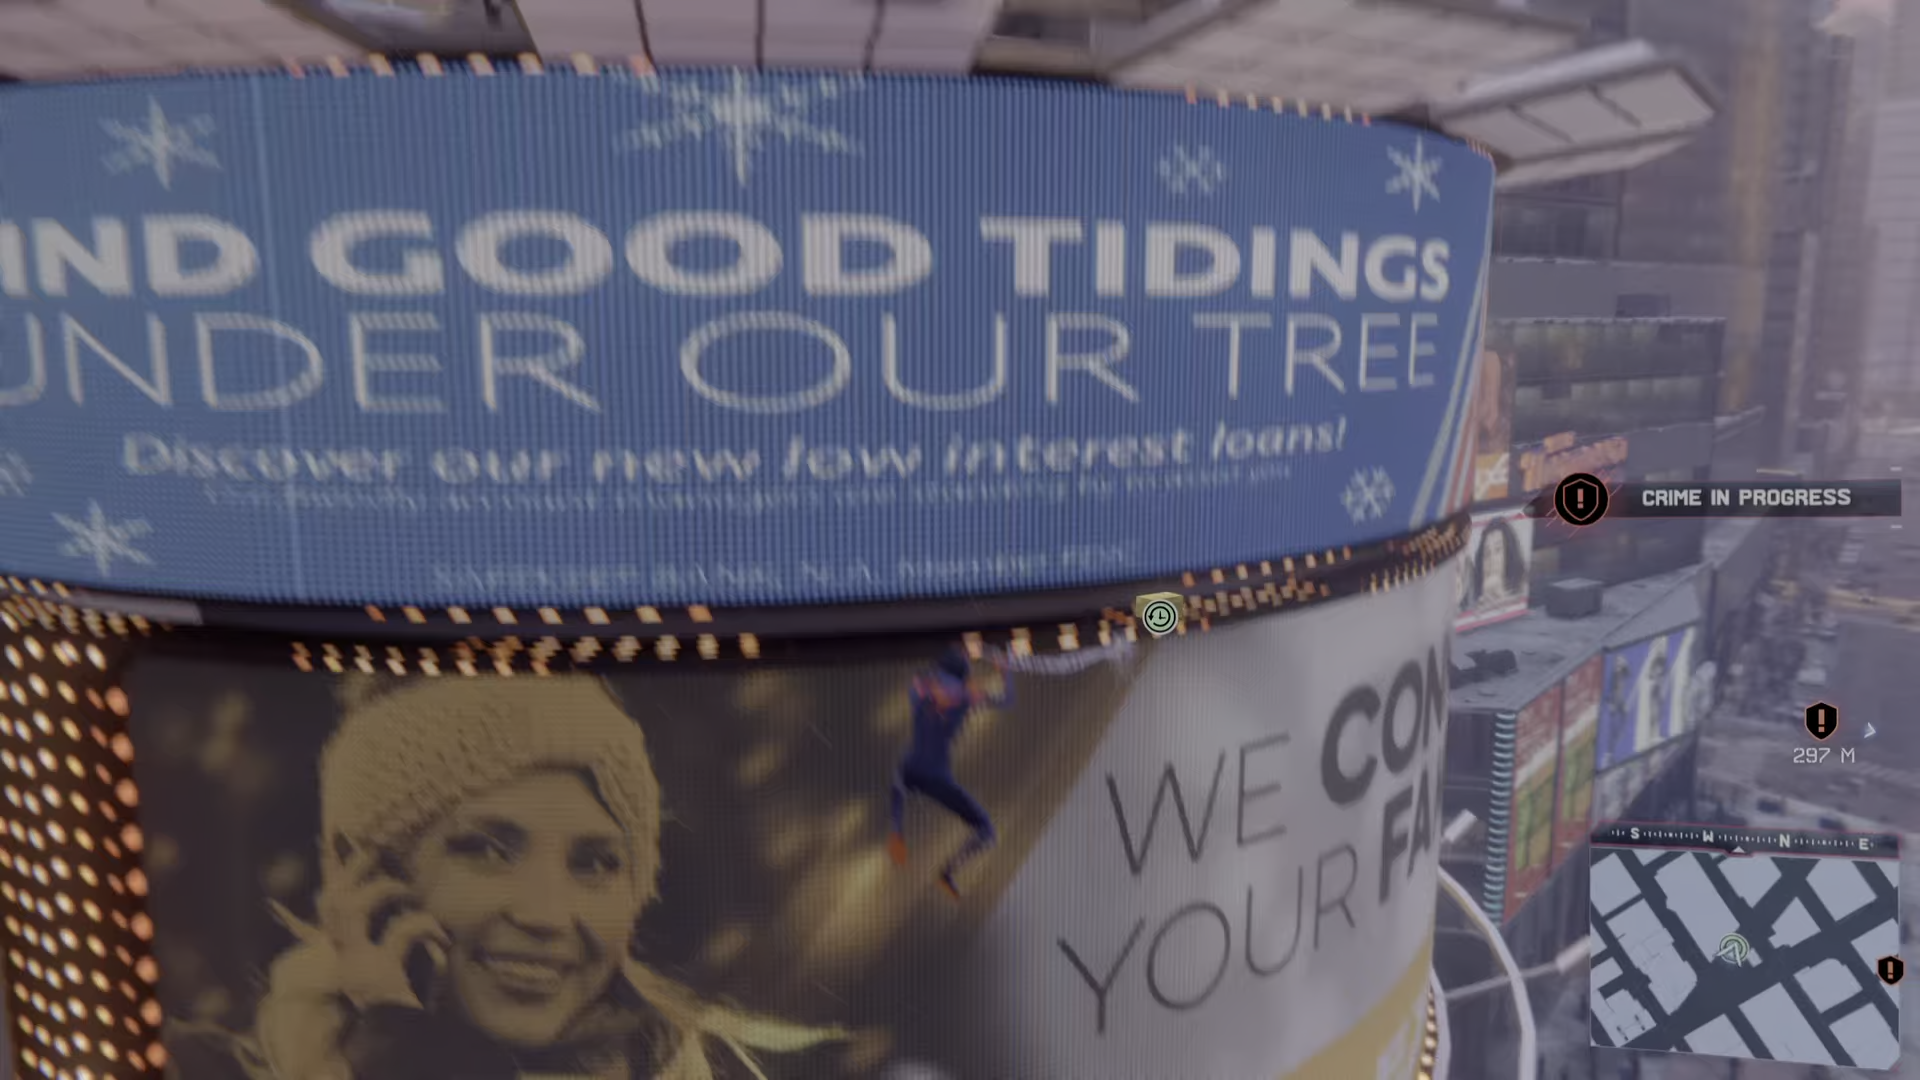 IND GOOD TIDINGS
UNDER OUR TREE
Discover our new low interest loans!
CRIME IN PROGRESS
WE CON
YOUR FA
297 M
S W N E